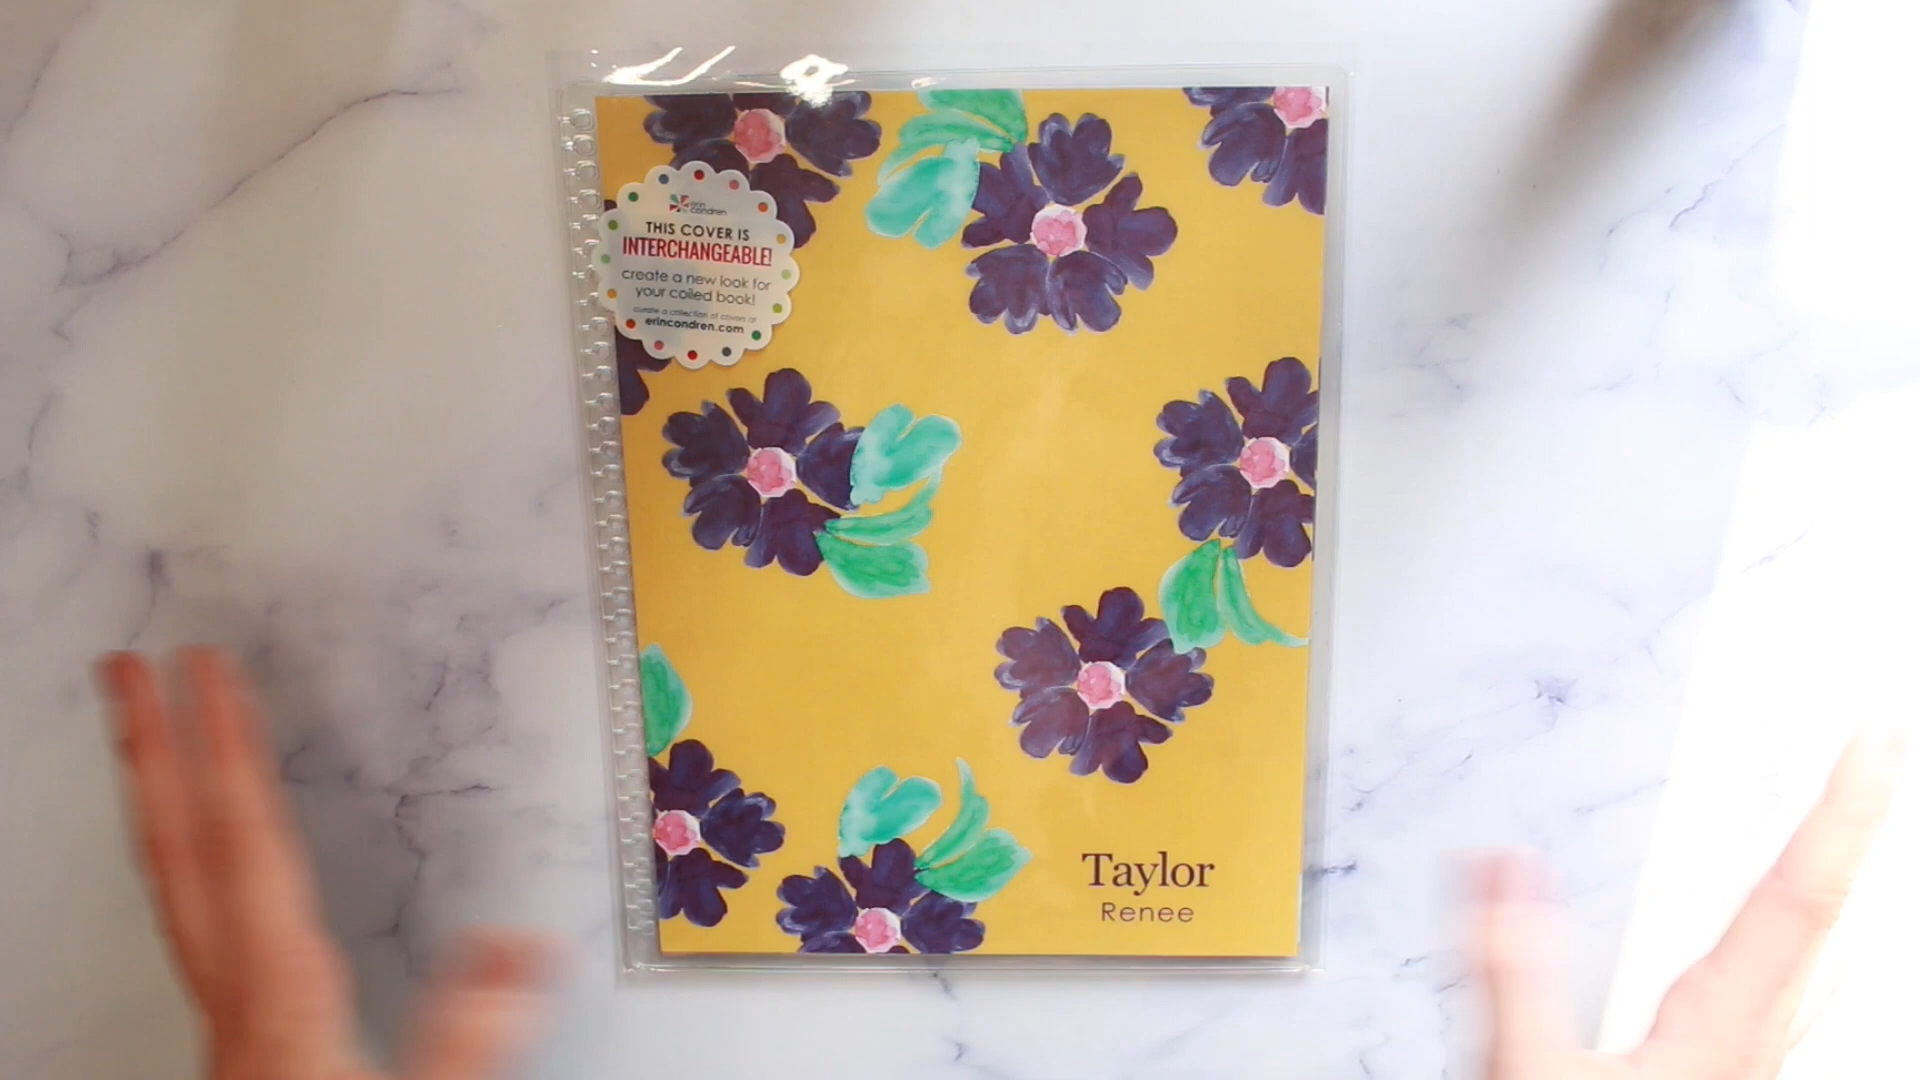 erin
condren
THIS COVER IS
INTERCHANGEABLE!
create a new look for
your coiled book!
curate a collection of covers at
erincondren.com
Taylor
Renee